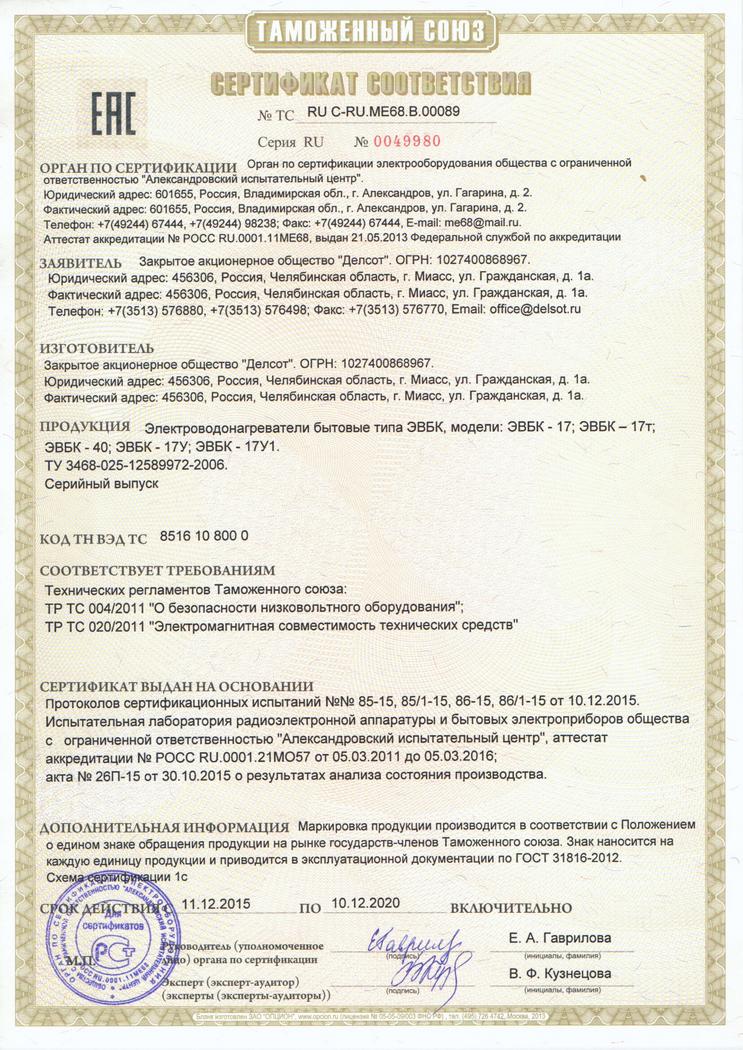 ТАМОЖЕННЫЙ СОЮЗ
СЕРТИФИКАТ СООТВЕТСТВИЯ
EAC
№ ТС RU С-RU.МЕ68.В.00089
Серия RU № 0049980
ОРГАН ПО СЕРТИФИКАЦИИ Орган по сертификации электрооборудования общества с ограниченной
ответственностью "Александровский испытательный центр".
Юридический адрес: 601655, Россия, Владимирская обл., г. Александров, ул. Гагарина, д. 2.
Фактический адрес: 601655, Россия, Владимирская обл., г. Александров, ул. Гагарина, д. 2.
Телефон: +7(49244) 67444, +7(49244) 98238; Факс: +7(49244) 67444, E-mail: me68@mail.ru.
Аттестат аккредитации № РОСС RU.0001.11МЕ68, выдан 21.05.2013 Федеральной службой по аккредитации
ЗАЯВИТЕЛЬ Закрытое акционерное общество "Делсот". ОГРН: 1027400868967.
Юридический адрес: 456306, Россия, Челябинская область, г. Миасс, ул. Гражданская, д. 1а.
Фактический адрес: 456306, Россия, Челябинская область, г. Миасс, ул. Гражданская, д. 1а.
Телефон: +7(3513) 576880, +7(3513) 576498; Факс: +7(3513) 576770, Email: office@delsot.ru
ИЗГОТОВИТЕЛЬ
Закрытое акционерное общество "Делсот". ОГРН: 1027400868967.
Юридический адрес: 456306, Россия, Челябинская область, г. Миасс, ул. Гражданская, д. 1а.
Фактический адрес: 456306, Россия, Челябинская область, г. Миасс, ул. Гражданская, д. 1а.
ПРОДУКЦИЯ Электроводонагреватели бытовые типа ЭВБК, модели: ЭВБК - 17; ЭВБК – 17т;
ЭВБК - 40; ЭВБК - 17У; ЭВБК - 17У1.
ТУ 3468-025-12589972-2006.
Серийный выпуск
КОД ТН ВЭД ТС 8516 10 800 0
СООТВЕТСТВУЕТ ТРЕБОВАНИЯМ
Технических регламентов Таможенного союза:
ТР ТС 004/2011 "О безопасности низковольтного оборудования";
ТР ТС 020/2011 "Электромагнитная совместимость технических средств"
СЕРТИФИКАТ ВЫДАН НА ОСНОВАНИИ
Протоколов сертификационных испытаний №№ 85-15, 85/1-15, 86-15, 86/1-15 от 10.12.2015.
Испытательная лаборатория радиоэлектронной аппаратуры и бытовых электроприборов общества
с ограниченной ответственностью "Александровский испытательный центр", аттестат
аккредитации № РОСС RU.0001.21МО57 от 05.03.2011 до 05.03.2016;
акта № 26П-15 от 30.10.2015 о результатах анализа состояния производства.
ДОПОЛНИТЕЛЬНАЯ ИНФОРМАЦИЯ Маркировка продукции производится в соответствии с Положением
о едином знаке обращения продукции на рынке государств-членов Таможенного союза. Знак наносится на
каждую единицу продукции и приводится в эксплуатационной документации по ГОСТ 31816-2012.
Схема сертификации 1с
СРОК ДЕЙСТВИЯ с 11.12.2015 ПО 10.12.2020 ВКЛЮЧИТЕЛЬНО
Для
сертификатов
М.П.
Руководитель (уполномоченное
лицо) органа по сертификации
(подпись)
Е. А. Гаврилова
(инициалы, фамилия)
Эксперт (эксперт-аудитор)
(эксперты (эксперты-аудиторы))
(подпись)
В. Ф. Кузнецова
(инициалы, фамилия)
Бланк изготовлен ЗАО "ОПЦИОН", www.opcion.ru (лицензия № 05-05-09/003 ФНС РФ), тел. (495) 726 4742, Москва, 2013